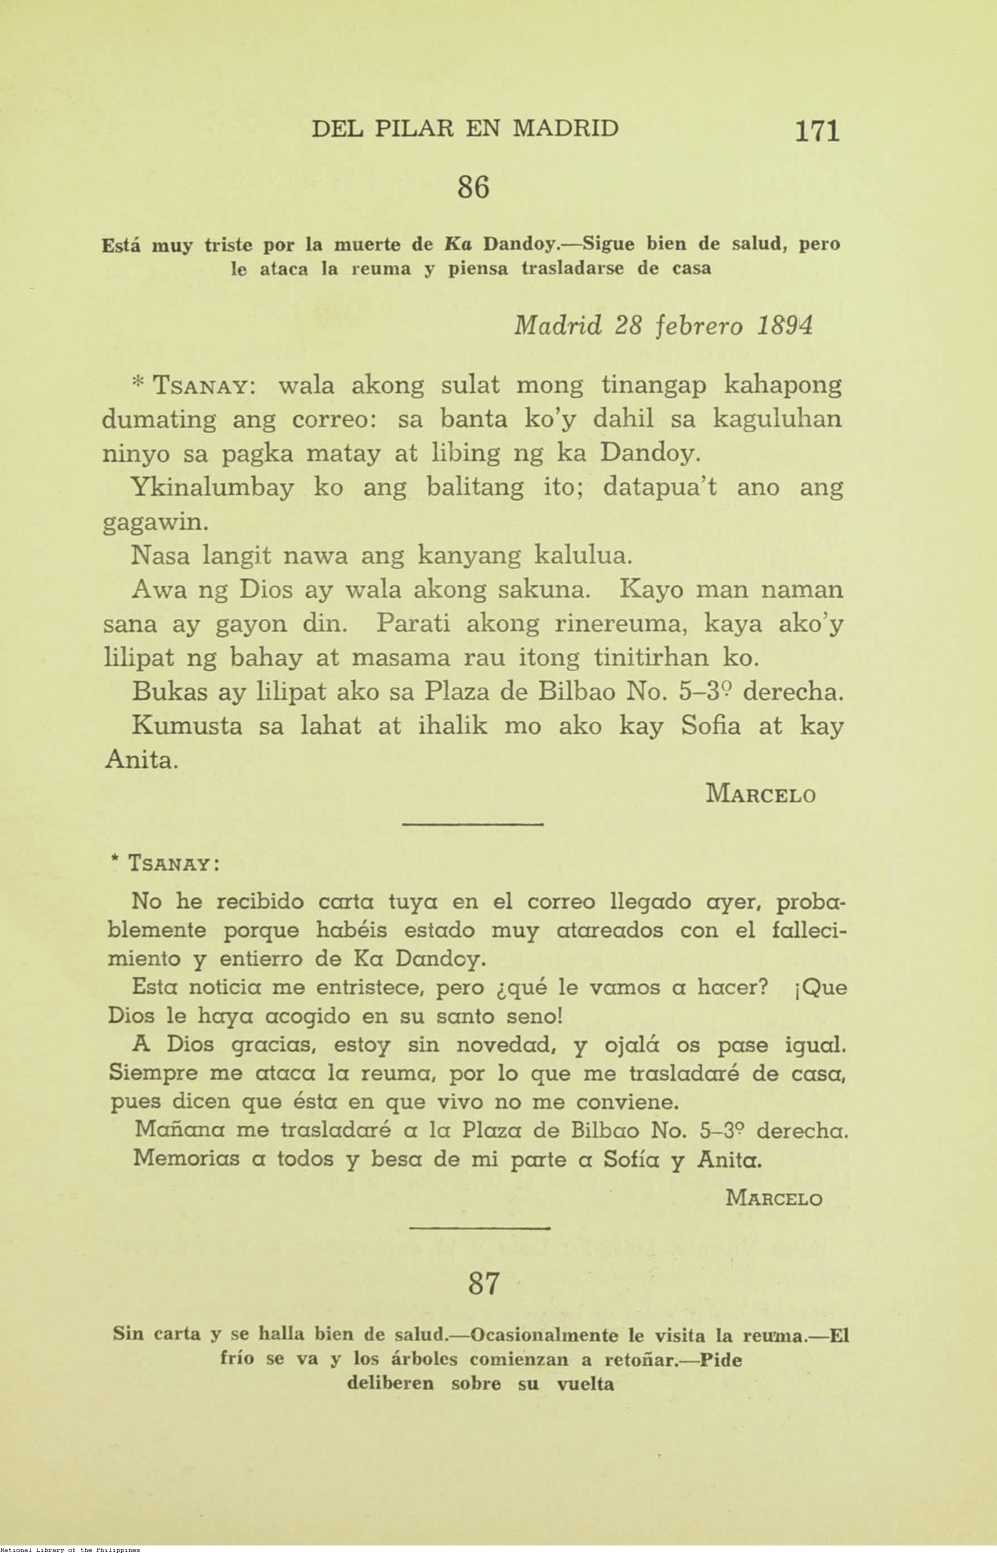 DEL PILAR EN MADRID 171
86
Está muy triste por la muerte de Ka Dandoy.—Sigue bien de salud, pero
le ataca la reuma y piensa trasladarse de casa
Madrid 28 febrero 1894
* TSANAY: wala akong sulat mong tinangap kahapong
dumating ang correo: sa banta ko'y dahil sa kaguluhan
ninyo sa pagka matay at libing ng ka Dandoy.
Ykinalumbay ko ang balitang ito; datapua't ano ang
gagawin.
Nasa langit nawa ang kanyang kalulua.
Awa ng Dios ay wala akong sakuna. Kayo man naman
sana ay gayon din. Parati akong rinereuma, kaya ako'y
lilipat ng bahay at masama rau itong tinitirhan ko.
Bukas ay lilipat ako sa Plaza de Bilbao No. 5–3º derecha.
Kumusta sa lahat at ihalik mo ako kay Sofia at kay
Anita.
MARCELO
* TSANAY:
No he recibido carta tuya en el correo llegado ayer, proba-
blemente porque habéis estado muy atareados con el falleci-
miento y entierro de Ka Dandoy.
Esta noticia me entristece, pero ¿qué le vamos a hacer? ¡Que
Dios le haya acogido en su santo seno!
A Dios gracias, estoy sin novedad, y ojalá os pase igual.
Siempre me ataca la reuma, por lo que me trasladaré de casa,
pues dicen que ésta en que vivo no me conviene.
Mañana me trasladaré a la Plaza de Bilbao No. 5–3º derecha.
Memorias a todos y besa de mi parte a Sofía y Anita.
MARCELO
87
Sin carta y se halla bien de salud.—Ocasionalmente le visita la reuma.—El
frío se va y los árboles comienzan a retoñar.—Pide
deliberen sobre su vuelta
National Library of the Philippines